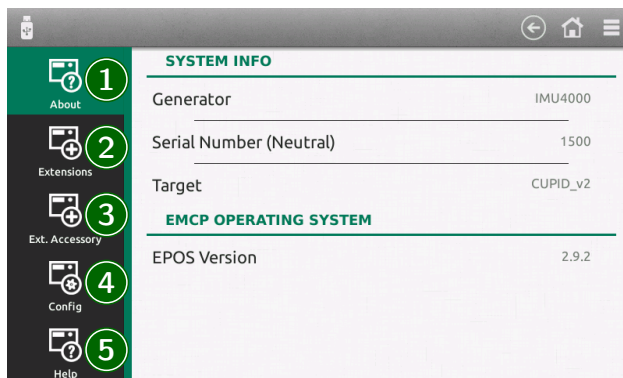 About
1
Extensions
2
Ext. Accessory
3
Config
4
Help
5
SYSTEM INFO
Generator IMU4000
Serial Number (Neutral) 1500
Target CUPID_v2
EMCP OPERATING SYSTEM
EPOS Version 2.9.2